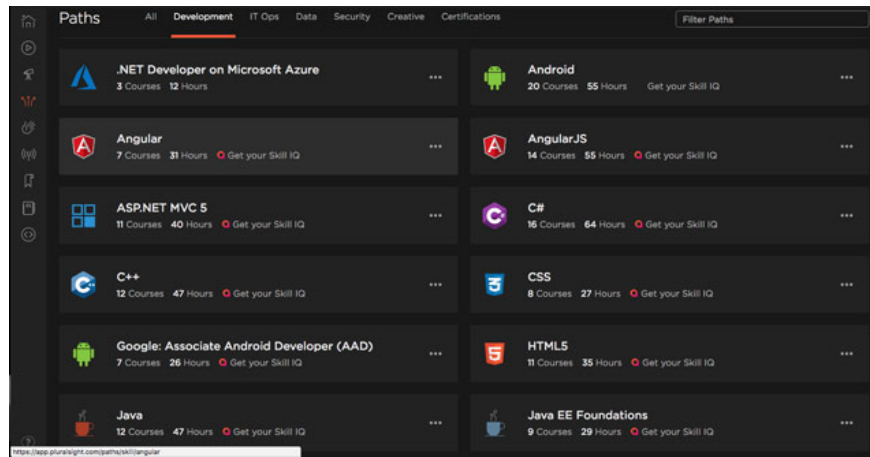 Paths All Development IT Ops Data Security Creative Certifications Filter Paths
.NET Developer on Microsoft Azure
3 Courses 12 Hours
Android
20 Courses 55 Hours Get your Skill IQ
Angular
7 Courses 31 Hours Get your Skill IQ
AngularJS
14 Courses 55 Hours Get your Skill IQ
ASP.NET MVC 5
11 Courses 40 Hours Get your Skill IQ
C#
16 Courses 64 Hours Get your Skill IQ
C++
12 Courses 47 Hours Get your Skill IQ
CSS
8 Courses 27 Hours Get your Skill IQ
Google: Associate Android Developer (AAD)
7 Courses 26 Hours Get your Skill IQ
HTML5
11 Courses 35 Hours Get your Skill IQ
Java
12 Courses 47 Hours Get your Skill IQ
Java EE Foundations
9 Courses 29 Hours Get your Skill IQ
https://app.pluralsight.com/paths/skill/angular